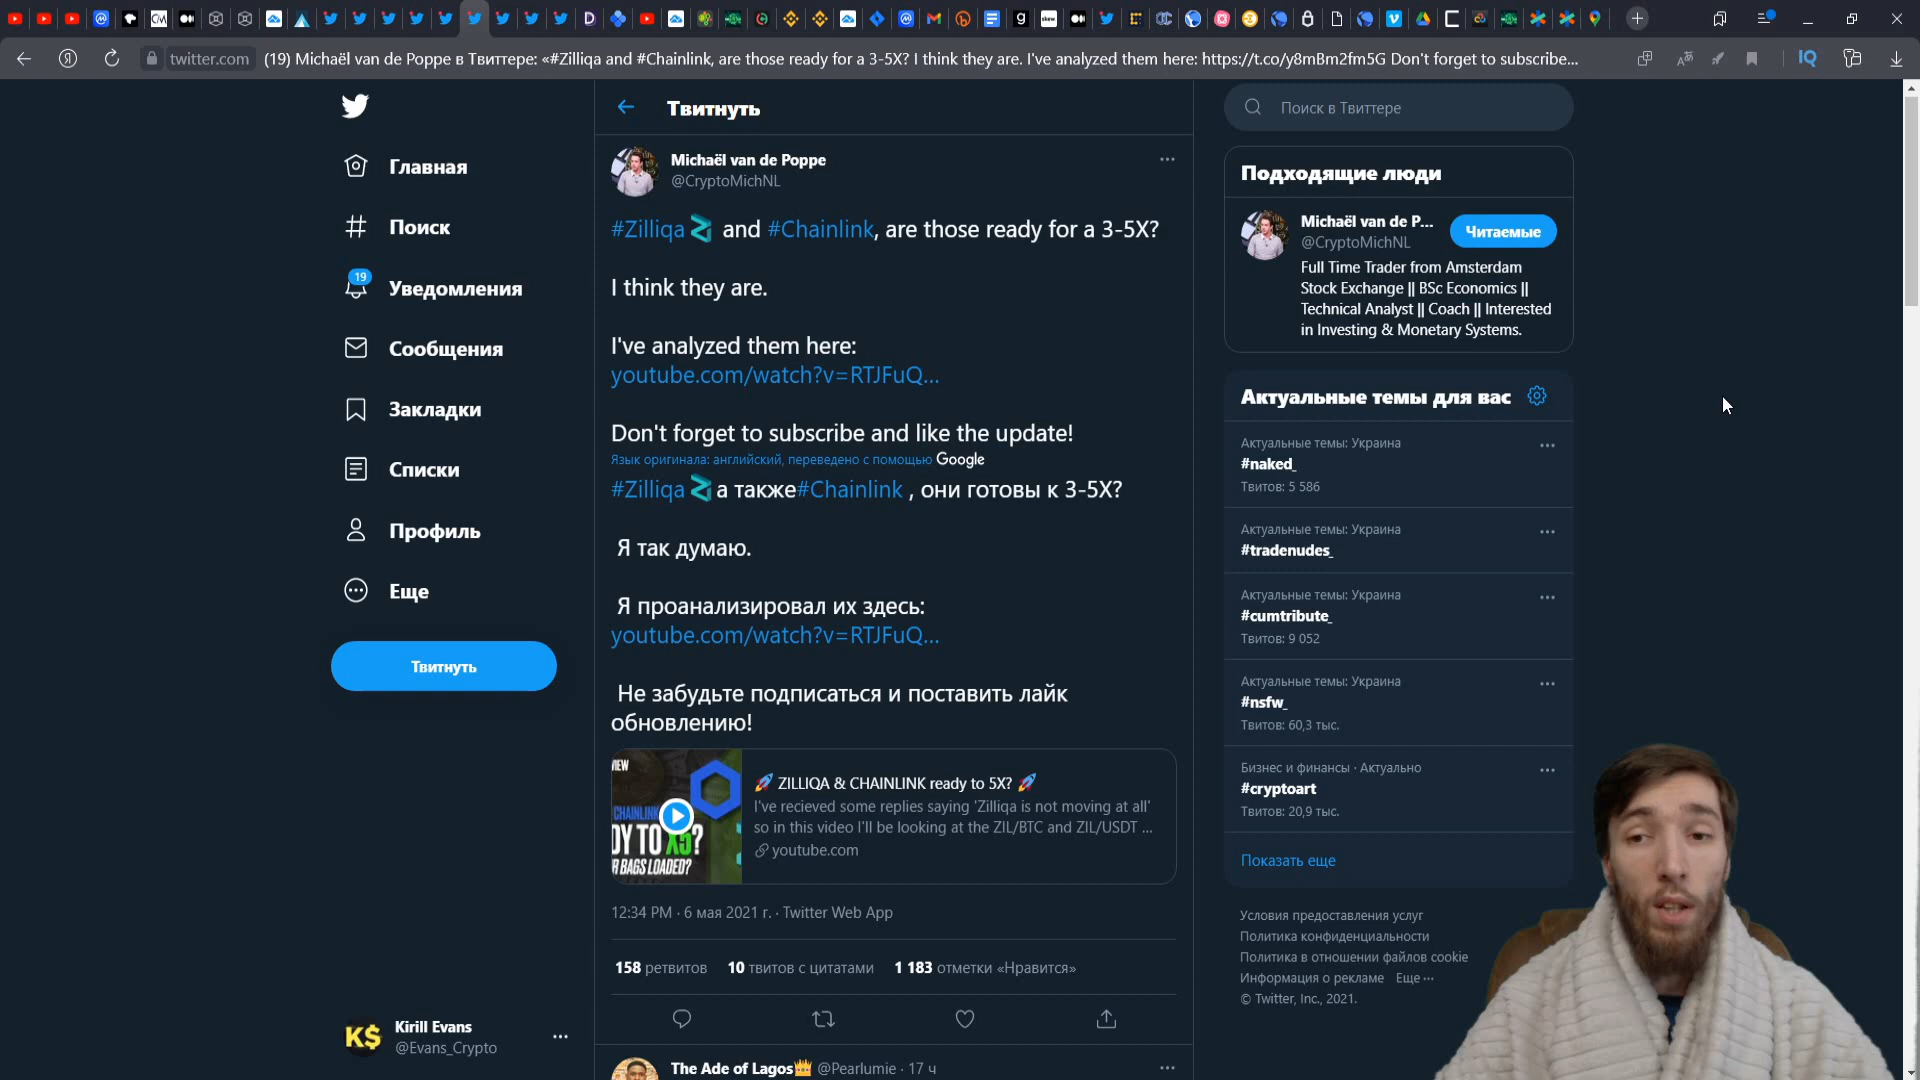 twitter.com
(19) Michaël van de Poppe в Твиттере: «#Zilliqa and #Chainlink, are those ready for a 3-5X? I think they are. I've analyzed them here: https://t.co/y8mBm2fm5G Don't forget to subscribe...
IQ
Главная
Поиск
19
Уведомления
Сообщения
Закладки
Списки
Профиль
Еще
Твитнуть
K$
Kirill Evans
@Evans_Crypto
Твитнуть
Michaël van de Poppe
@CryptoMichNL
#Zilliqa and #Chainlink, are those ready for a 3-5X?
I think they are.
I've analyzed them here:
youtube.com/watch?v=RTJFuQ...
Don't forget to subscribe and like the update!
Язык оригинала: английский, переведено с помощью Google
#Zilliqa а также#Chainlink , они готовы к 3-5X?
Я так думаю.
Я проанализировал их здесь:
youtube.com/watch?v=RTJFuQ...
Не забудьте подписаться и поставить лайк
обновлению!
CHAINLINK
DY TO X5?
R BAGS LOADED?
🚀 ZILLIQA & CHAINLINK ready to 5X? 🚀
I've recieved some replies saying 'Zilliqa is not moving at all'
so in this video I'll be looking at the ZIL/BTC and ZIL/USDT ...
youtube.com
12:34 PM · 6 мая 2021 г. · Twitter Web App
158 ретвитов 10 твитов с цитатами 1 183 отметки «Нравится»
The Ade of Lagos👑 @Pearlumie · 17 ч
Поиск в Твиттере
Подходящие люди
Michaël van de P...
@CryptoMichNL
Читаемые
Full Time Trader from Amsterdam
Stock Exchange || BSc Economics ||
Technical Analyst || Coach || Interested
in Investing & Monetary Systems.
Актуальные темы для вас
Актуальные темы: Украина
#naked_
Твитов: 5 586
Актуальные темы: Украина
#tradenudes_
Актуальные темы: Украина
#cumtribute_
Твитов: 9 052
Актуальные темы: Украина
#nsfw_
Твитов: 60,3 тыс.
Бизнес и финансы · Актуально
#cryptoart
Твитов: 20,9 тыс.
Показать еще
Условия предоставления услуг
Политика конфиденциальности
Политика в отношении файлов cookie
Информация о рекламе Еще ···
© Twitter, Inc., 2021.